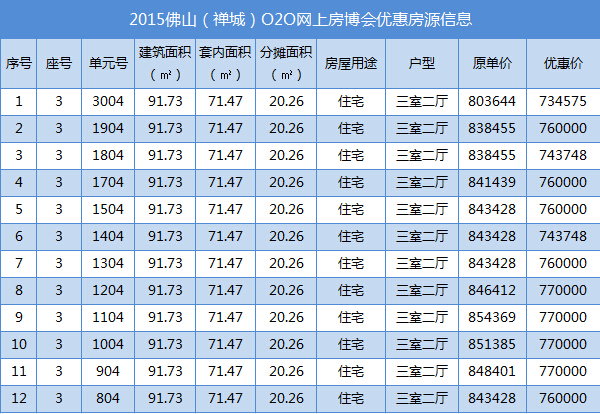 2015佛山（禅城）O2O网上房博会优惠房源信息
序号 座号 单元号 建筑面积（㎡） 套内面积（㎡） 分摊面积（㎡） 房屋用途 户型 原单价 优惠价
1 3 3004 91.73 71.47 20.26 住宅 三室二厅 803644 734575
2 3 1904 91.73 71.47 20.26 住宅 三室二厅 838455 760000
3 3 1804 91.73 71.47 20.26 住宅 三室二厅 838455 743748
4 3 1704 91.73 71.47 20.26 住宅 三室二厅 841439 760000
5 3 1504 91.73 71.47 20.26 住宅 三室二厅 843428 760000
6 3 1404 91.73 71.47 20.26 住宅 三室二厅 843428 743748
7 3 1304 91.73 71.47 20.26 住宅 三室二厅 843428 760000
8 3 1204 91.73 71.47 20.26 住宅 三室二厅 846412 770000
9 3 1104 91.73 71.47 20.26 住宅 三室二厅 854369 770000
10 3 1004 91.73 71.47 20.26 住宅 三室二厅 851385 770000
11 3 904 91.73 71.47 20.26 住宅 三室二厅 848401 770000
12 3 804 91.73 71.47 20.26 住宅 三室二厅 843428 760000